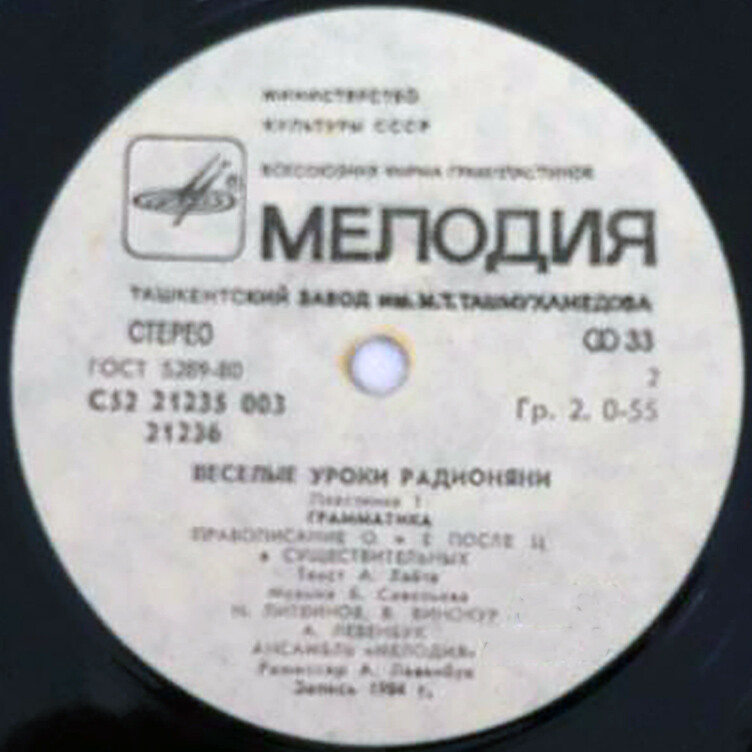 МИНИСТЕРСТВО
КУЛЬТУРЫ СССР
ВСЕСОЮЗНАЯ ФИРМА ГРАМПЛАСТИНОК
МЕЛОДИЯ
ТАШКЕНТСКИЙ ЗАВОД им. М.Т.ТАШМУХАМЕДОВА
СТЕРЕО 33
ГОСТ 5289-80 2
С52 21235 003 Гр. 2. 0-55
21236
ВЕСЕЛЫЕ УРОКИ РАДИОНЯНИ
Пластинка 1
ГРАММАТИКА
ПРАВОПИСАНИЕ О и Е ПОСЛЕ Ц
в СУЩЕСТВИТЕЛЬНЫХ
Текст А. Хайта
Музыка Б. Савельева
Н. ЛИТВИНОВ, В. ВИНОКУР
А. ЛЕВЕНБУК
АНСАМБЛЬ «МЕЛОДИЯ»
Режиссер А. Левенбук
Запись 1984 г.